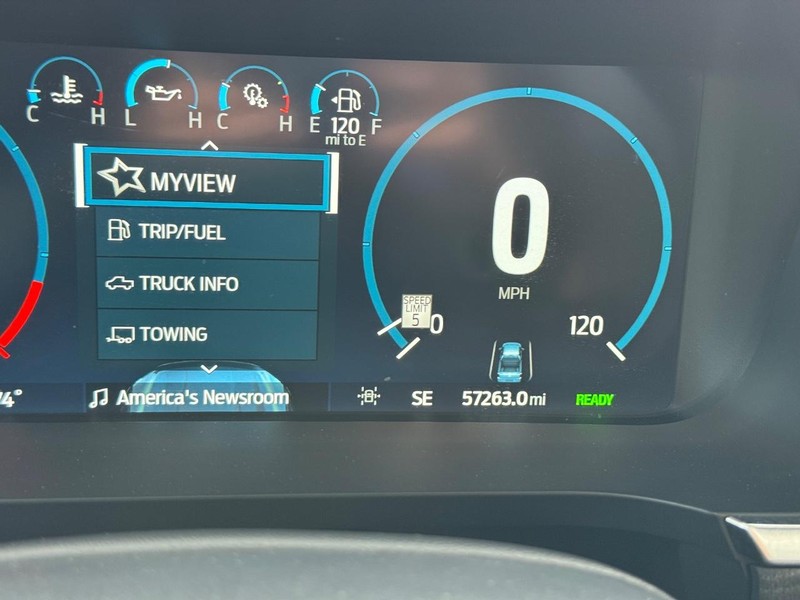 C H
L H
C H
E 120 F
mi to E
MYVIEW
TRIP/FUEL
TRUCK INFO
TOWING
0
MPH
SPEED
LIMIT
5
0
120
America's Newsroom
SE
57263.0 mi
READY